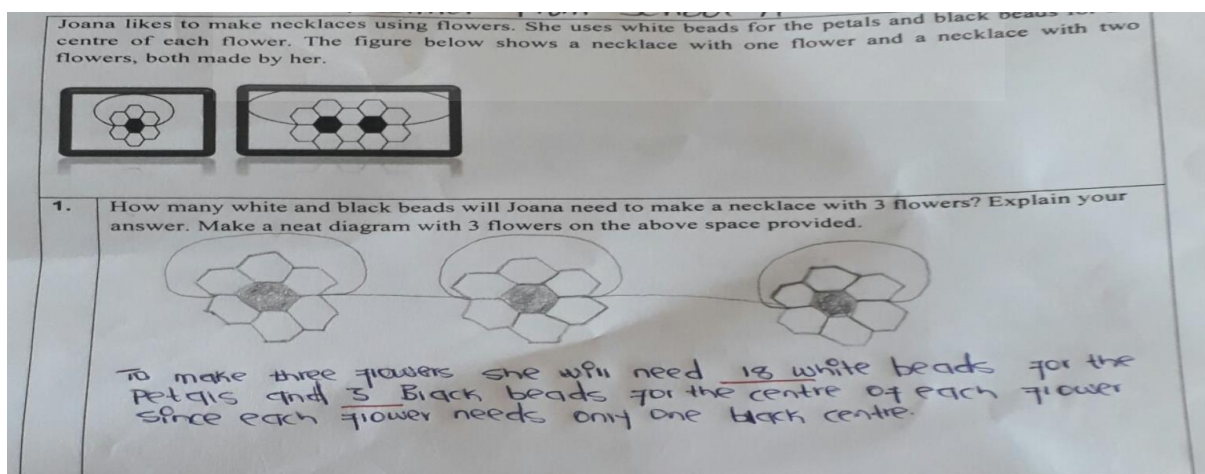 Joana likes to make necklaces using flowers. She uses white beads for the petals and black beads
centre of each flower. The figure below shows a necklace with one flower and a necklace with two
flowers, both made by her.
1. How many white and black beads will Joana need to make a necklace with 3 flowers? Explain your
answer. Make a neat diagram with 3 flowers on the above space provided.
To make three flowers she will need 18 white beads for the
Petals and 3 Black beads for the centre of each flower
since each flower needs only one black centre.